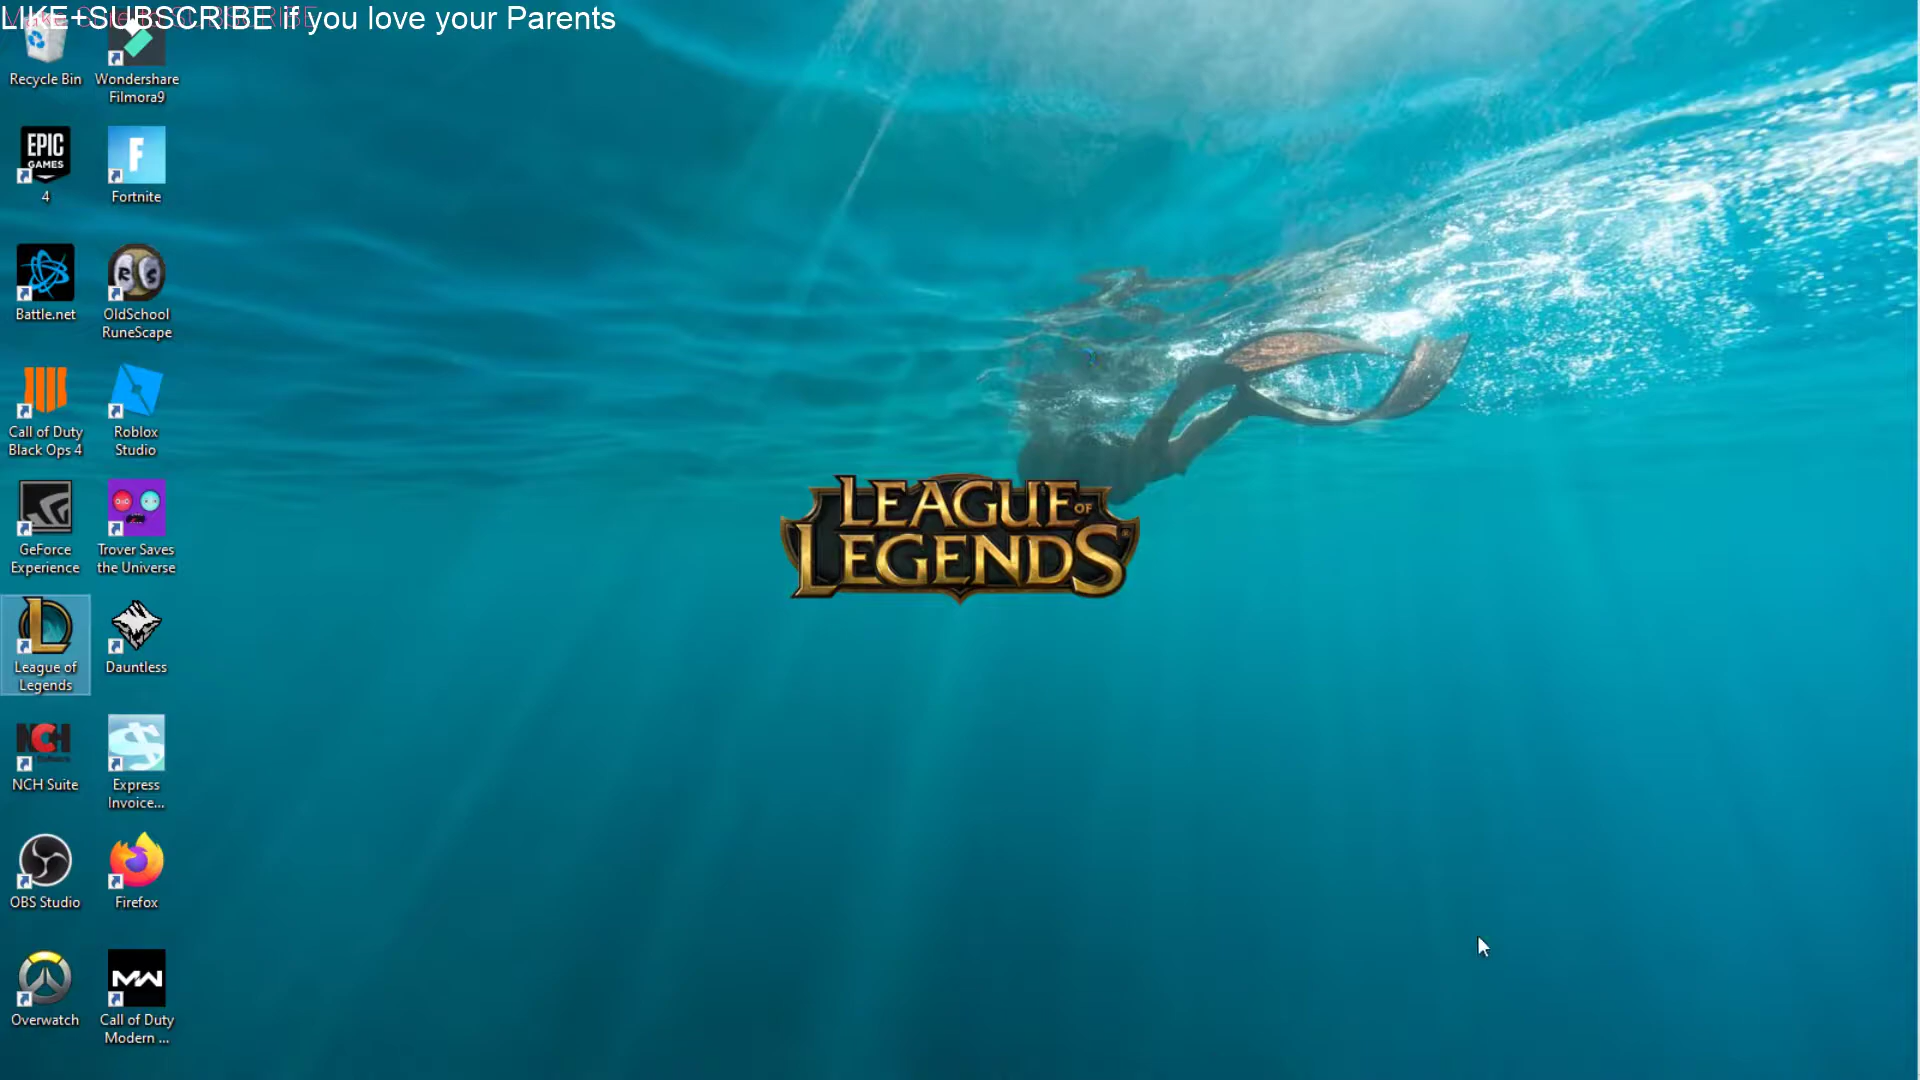 LIKE+SUBSCRIBE if you love your Parents
Recycle Bin
Wondershare
Filmora9
EPIC
GAMES
4
F
Fortnite
Battle.net
OldSchool
RuneScape
Call of Duty
Black Ops 4
Roblox
Studio
GeForce
Experience
Trover Saves
the Universe
LEAGUE OF
LEGENDS
L
League of
Legends
Dauntless
NCH
NCH Suite
Express
Invoice...
OBS Studio
Firefox
Overwatch
MW
Call of Duty
Modern ...